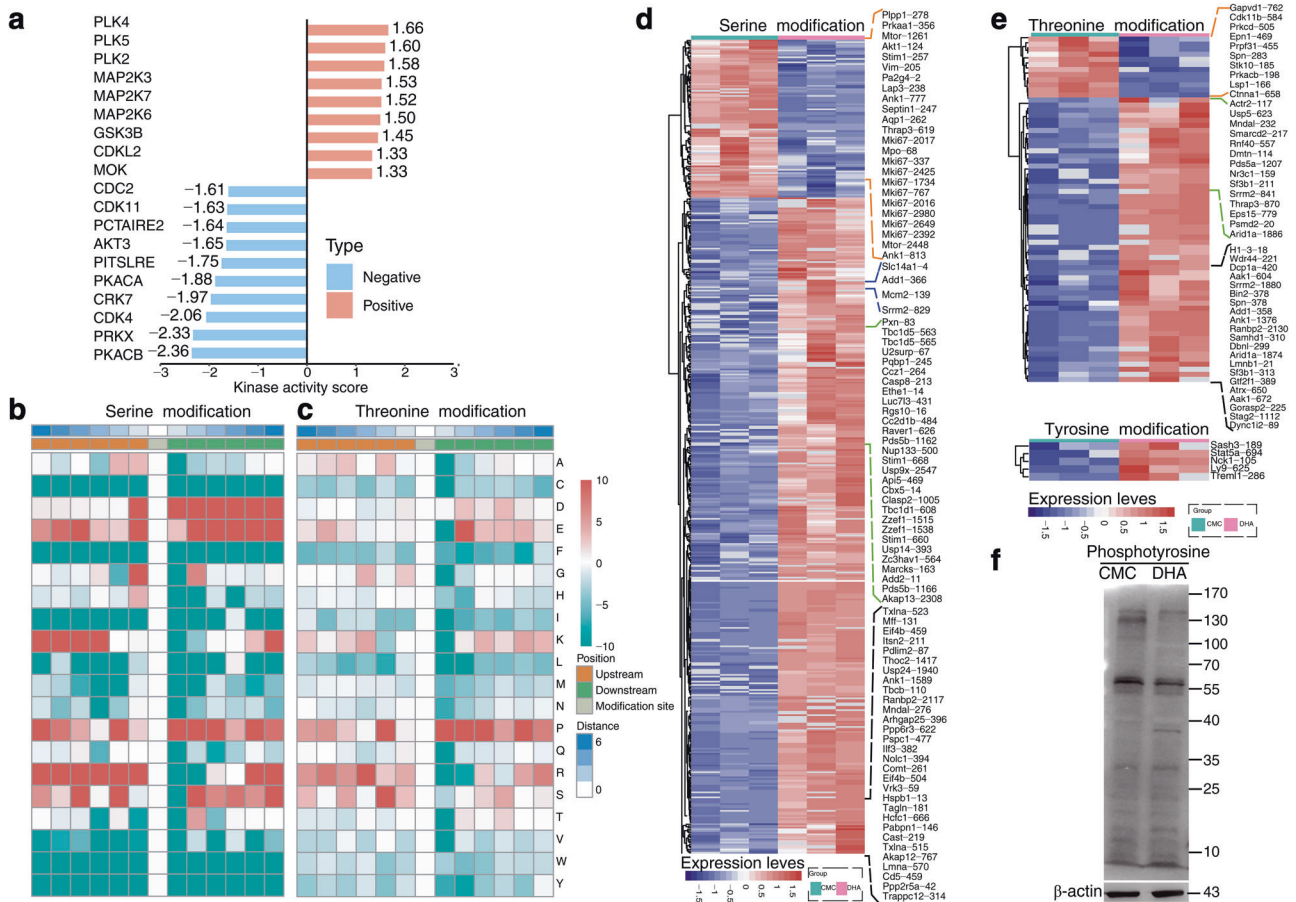 a
PLK4
PLK5
PLK2
MAP2K3
MAP2K7
MAP2K6
GSK3B
CDKL2
MOK
CDC2
CDK11
PCTAIRE2
AKT3
PITSLRE
PKACA
CRK7
CDK4
PRKX
PKACB
1.66
1.60
1.58
1.53
1.52
1.50
1.45
1.33
1.33
−1.61
−1.63
−1.64
−1.65
−1.75
−1.88
−1.97
−2.06
−2.33
−2.36
Type
Negative
Positive
−3 −2 −1 0 1 2 3
Kinase activity score
b
Serine modification
c
Threonine modification
A
C
D
E
F
G
H
I
K
L
M
N
P
Q
R
S
T
V
W
Y
10
5
0
−5
−10
Position
Upstream
Downstream
Modification site
Distance
6
0
d
Serine modification
Plpp1−278
Prkaa1−356
Mtor−1261
Akt1−124
Stim1−257
Vim−205
Pa2g4−2
Lap3−238
Ank1−777
Septin1−247
Aqp1−262
Thrap3−619
Mki67−2017
Mpo−68
Mki67−337
Mki67−2425
Mki67−1734
Mki67−767
Mki67−2016
Mki67−2980
Mki67−2649
Mki67−2392
Mtor−2448
Ank1−813
Slc14a1−4
Add1−366
Mcm2−139
Srrm2−829
Pxn−83
Tbc1d5−563
Tbc1d5−565
U2surp−67
Pqbp1−245
Ccz1−264
Casp8−213
Ethe1−14
Luc7l3−431
Rgs10−16
Cc2d1b−484
Raver1−626
Pds5b−1162
Nup133−500
Stim1−668
Usp9x−2547
Api5−469
Cbx5−14
Clasp2−1005
Tbc1d1−608
Zzef1−1515
Zzef1−1538
Stim1−660
Usp14−393
Zc3hav1−564
Marcks−163
Add2−11
Pds5b−1166
Akap13−2308
Txlna−523
Mff−131
Eif4b−459
Itsn2−211
Pdlim2−87
Thoc2−1417
Usp24−1940
Ank1−1589
Tbcb−110
Ranbp2−2117
Mndal−276
Arhgap25−396
Ppp6r3−622
Pspc1−477
Ilf3−382
Nolc1−394
Comt−261
Eif4b−504
Vrk3−59
Hspb1−13
Tagln−181
Hcfc1−666
Pabpn1−146
Cast−219
Txlna−515
Akap12−767
Lmna−570
Cd5−459
Ppp2r5a−42
Trappc12−314
Expression leves
−1.5
−1
−0.5
0
0.5
1
1.5
Group
CMC DHA
e
Threonine modification
Gapvd1−762
Cdk11b−584
Prkcd−505
Epn1−469
Prpf31−455
Spn−283
Stk10−185
Prkacb−198
Lsp1−166
Ctnna1−658
Actr2−117
Usp5−623
Mndal−232
Smarcd2−217
Rnf40−557
Dmtn−114
Pds5a−1207
Nr3c1−159
Sf3b1−211
Srrm2−841
Thrap3−870
Eps15−779
Psmd2−20
Arid1a−1886
H1−3−18
Wdr44−221
Dcp1a−420
Aak1−604
Srrm2−1880
Bin2−378
Spn−378
Add1−358
Ank1−1376
Ranbp2−2130
Samhd1−310
Dbnl−299
Arid1a−1874
Lmnb1−21
Sf3b1−313
Gtf2f1−389
Atrx−650
Aak1−672
Gorasp2−225
Stag2−1112
Dync1i2−89
Tyrosine modification
Sash3−189
Stat5a−694
Nck1−105
Ly9−625
Treml1−286
Expression leves
−1.5
−1
−0.5
0
0.5
1
1.5
Group
CMC DHA
f
Phosphotyrosine
CMC DHA
170
130
100
70
55
40
35
25
10
β-actin
43